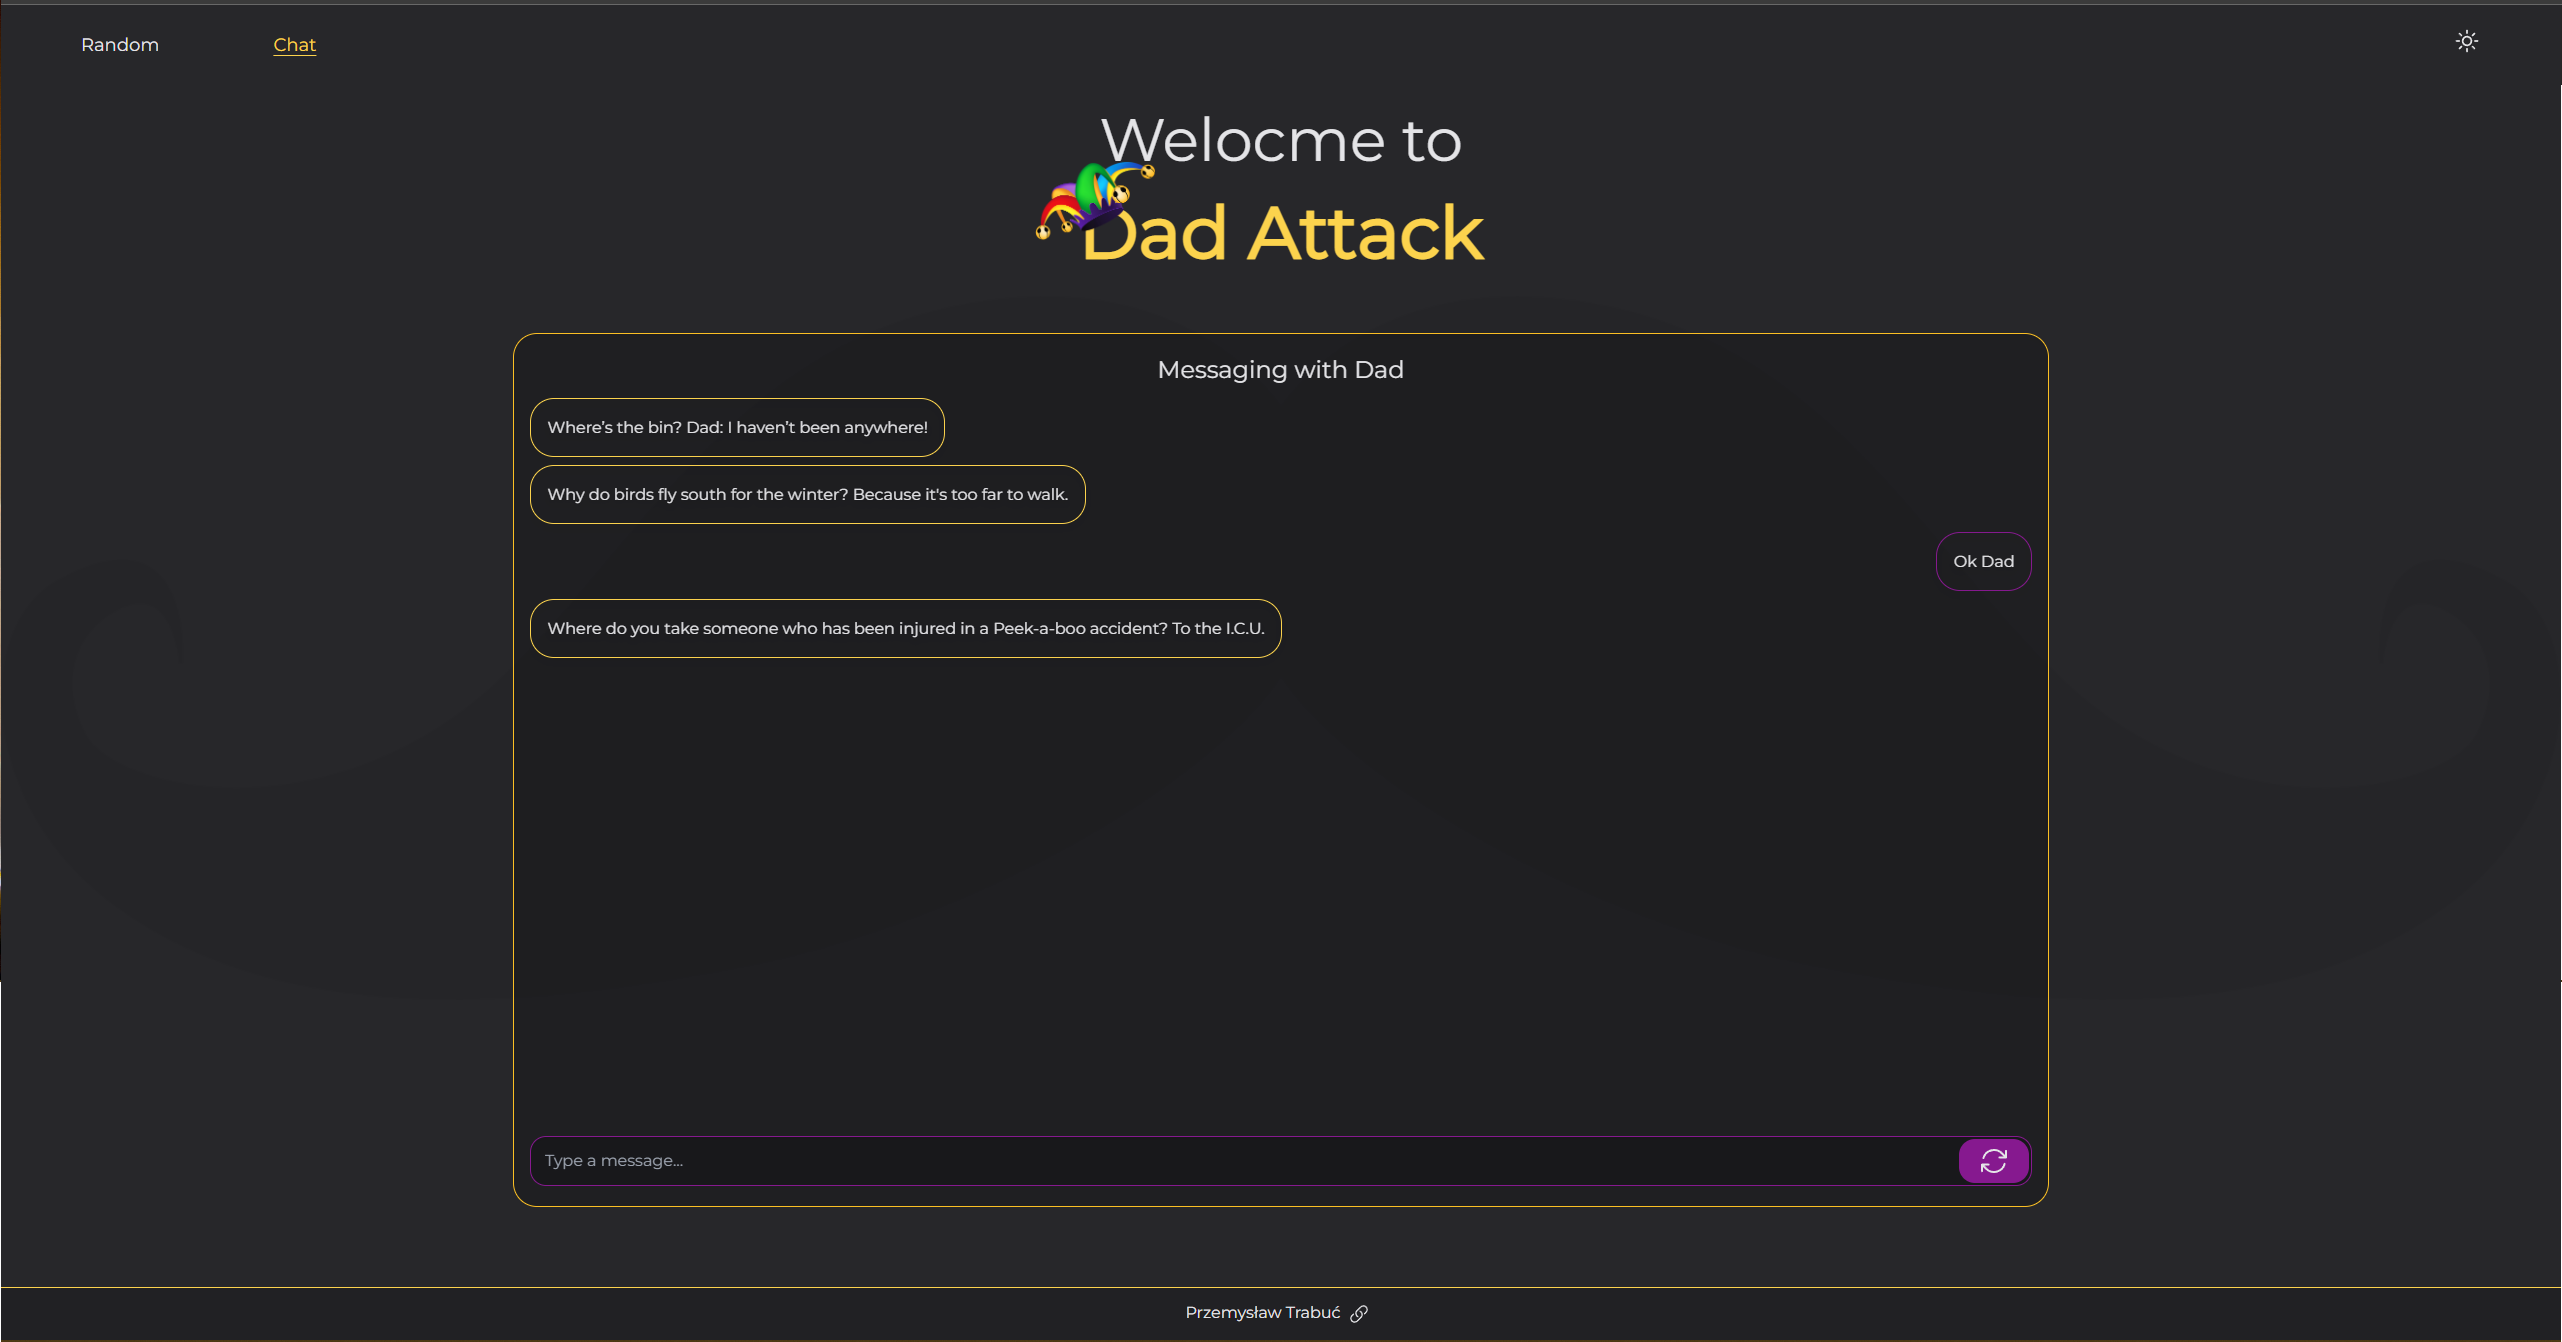 Random
Chat
Welocme to
Dad Attack
Messaging with Dad
Where’s the bin? Dad: I haven’t been anywhere!
Why do birds fly south for the winter? Because it's too far to walk.
Ok Dad
Where do you take someone who has been injured in a Peek-a-boo accident? To the I.C.U.
Type a message...
Przemysław Trabuć